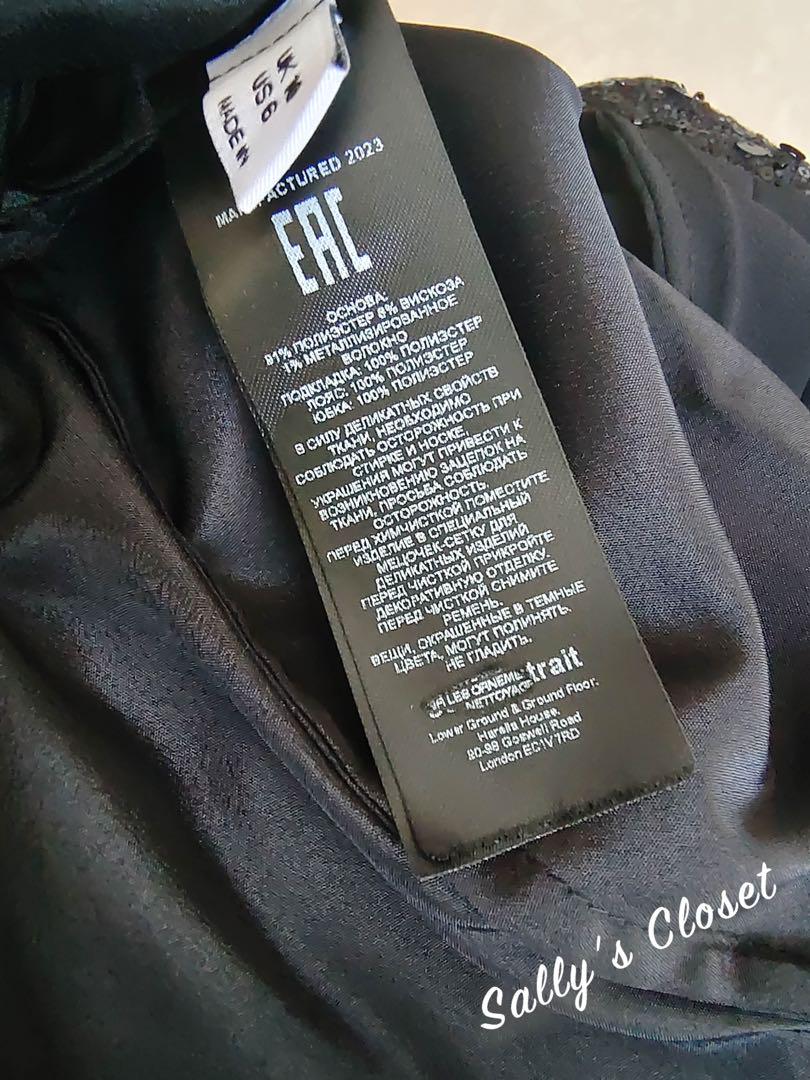 UK 10
US 6
MADE IN
MANUFACTURED 2023
EAC
ОСНОВА:
91% ПОЛИЭСТЕР 8% ВИСКОЗА
1% МЕТАЛЛИЗИРОВАННОЕ
ВОЛОКНО
ПОДКЛАДКА: 100% ПОЛИЭСТЕР
ПОЯС: 100% ПОЛИЭСТЕР
ЮБКА: 100% ПОЛИЭСТЕР
В СИЛУ ДЕЛИКАТНЫХ СВОЙСТВ
ТКАНИ, НЕОБХОДИМО
СОБЛЮДАТЬ ОСТОРОЖНОСТЬ ПРИ
СТИРКЕ И НОСКЕ.
УКРАШЕНИЯ МОГУТ ПРИВЕСТИ К
ВОЗНИКНОВЕНИЮ ЗАЦЕПОК НА
ТКАНИ, ПРОСЬБА СОБЛЮДАТЬ
ОСТОРОЖНОСТЬ.
ПЕРЕД ХИМЧИСТКОЙ ПОМЕСТИТЕ
ИЗДЕЛИЕ В СПЕЦИАЛЬНЫЙ
МЕШОЧЕК-СЕТКУ ДЛЯ
ДЕЛИКАТНЫХ ИЗДЕЛИЙ
ПЕРЕД ЧИСТКОЙ ПРИКРОЙТЕ
ДЕКОРАТИВНУЮ ОТДЕЛКУ.
ПЕРЕД ЧИСТКОЙ СНИМИТЕ
РЕМЕНЬ.
ВЕЩИ, ОКРАШЕННЫЕ В ТЕМНЫЕ
ЦВЕТА, МОГУТ ПОЛИНЯТЬ.
НЕ ГЛАДИТЬ.
trait
LES ORNEM
NETTOYAGE
Lower Ground & Ground Floor,
Harella House,
90-98 Goswell Road
London EC1V 7RD
Sally's Closet